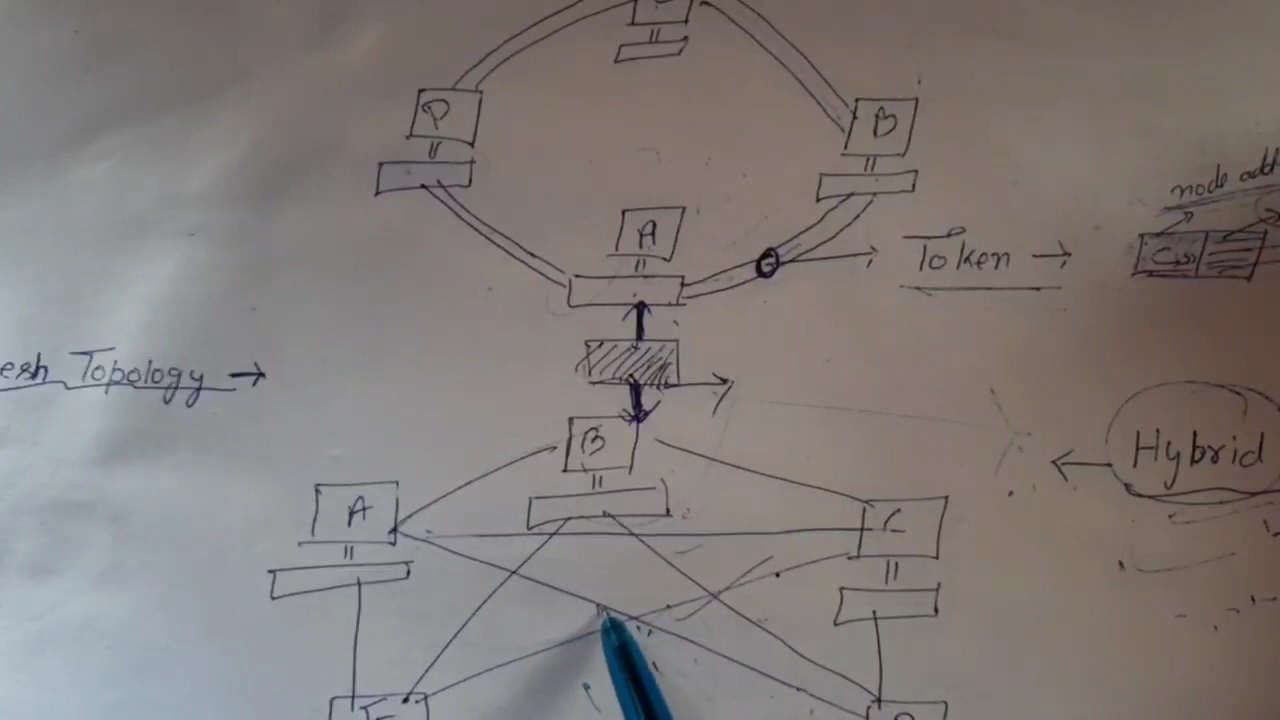 P
B
A
Token →
node add
esh Topology →
B
Hybrid
A
C
E